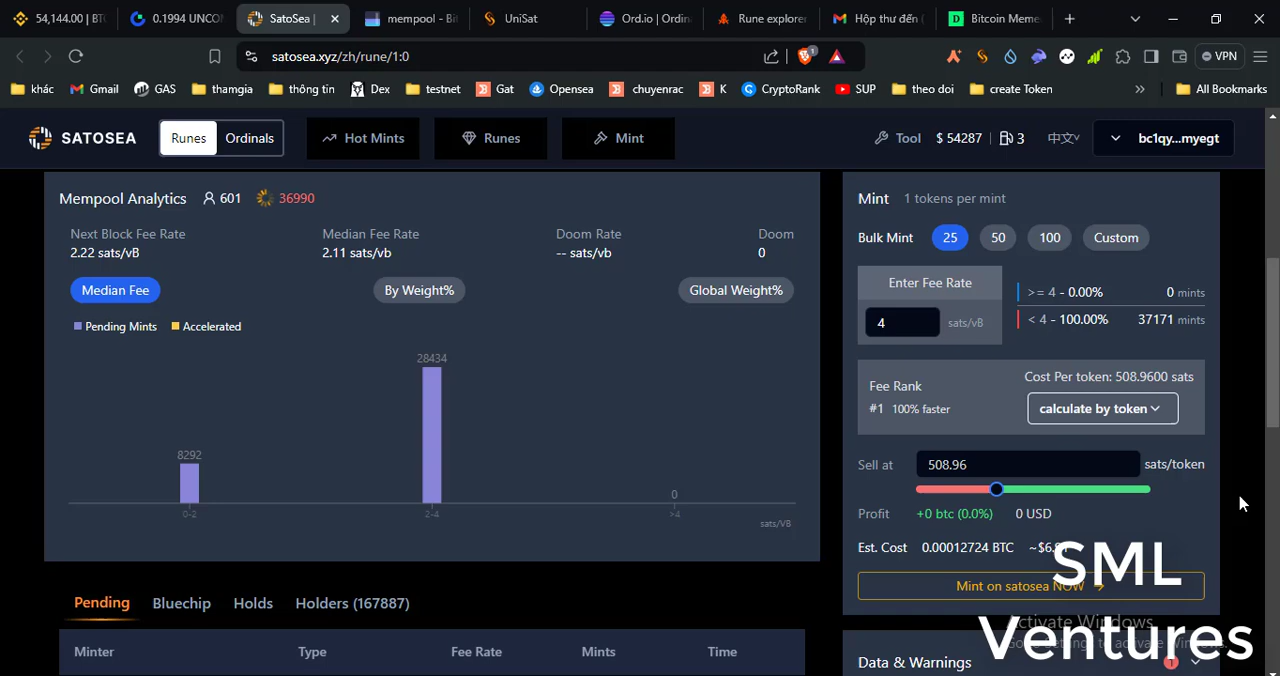 54,144.00 | BTC
0.1994 UNCON
SatoSea |
mempool - Bit
UniSat
Ord.io | Ordin
Rune explorer
Hộp thư đến (
Bitcoin Meme
satosea.xyz/zh/rune/1:0
VPN
khác
Gmail
GAS
thamgia
thông tin
Dex
testnet
Gat
Opensea
chuyenrac
K
CryptoRank
SUP
theo doi
create Token
»
All Bookmarks
SATOSEA
Runes
Ordinals
Hot Mints
Runes
Mint
Tool
$ 54287
3
中文
bc1qy...myegt
Mempool Analytics
601
36990
Next Block Fee Rate
2.22 sats/vB
Median Fee Rate
2.11 sats/vb
Doom Rate
-- sats/vb
Doom
0
Median Fee
By Weight%
Global Weight%
Pending Mints
Accelerated
8292
28434
0
0-2
2-4
>4
sats/VB
Pending
Bluechip
Holds
Holders (167887)
Minter
Type
Fee Rate
Mints
Time
Mint
1 tokens per mint
Bulk Mint
25
50
100
Custom
Enter Fee Rate
4
sats/vB
>= 4 - 0.00%
0 mints
< 4 - 100.00%
37171 mints
Fee Rank
#1 100% faster
Cost Per token: 508.9600 sats
calculate by token
Sell at
508.96
sats/token
Profit
+0 btc (0.0%)
0 USD
Est. Cost
0.00012724 BTC
Mint on satosea NOW →
Data & Warnings
1
SML
Ventures
Activate Windows